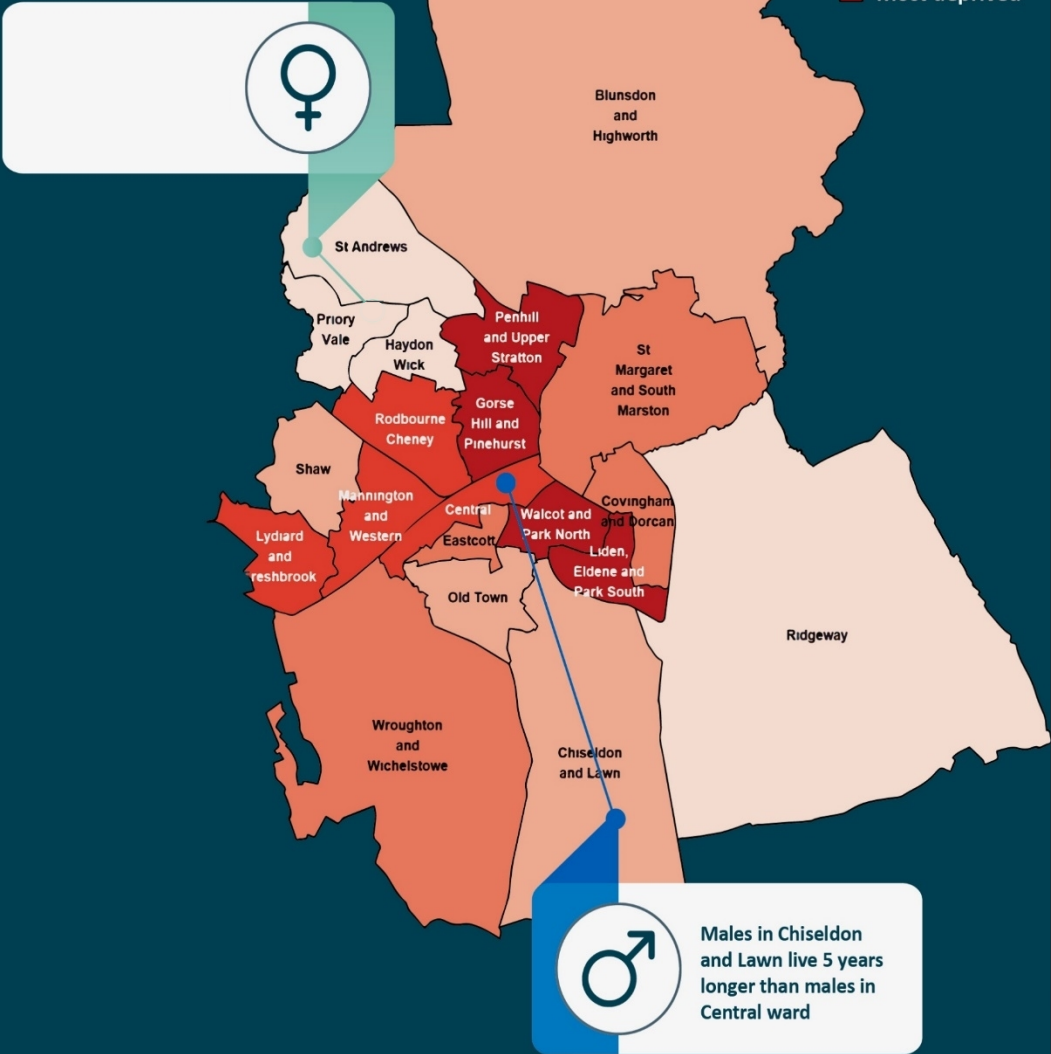 Blunsdon
and
Highworth
St Andrews
Priory
Vale
Haydon
Wick
Penhill
and Upper
Stratton
St
Margaret
and South
Marston
Rodbourne
Cheney
Gorse
Hill and
Pinehurst
Shaw
Mannington
and
Western
Central
Eastcott
Walcot and
Park North
Covingham
and Dorcan
Lydiard
and
reshbrook
Liden,
Eldene and
Park South
Old Town
Ridgeway
Wroughton
and
Wichelstowe
Chiseldon
and Lawn
Males in Chiseldon
and Lawn live 5 years
longer than males in
Central ward